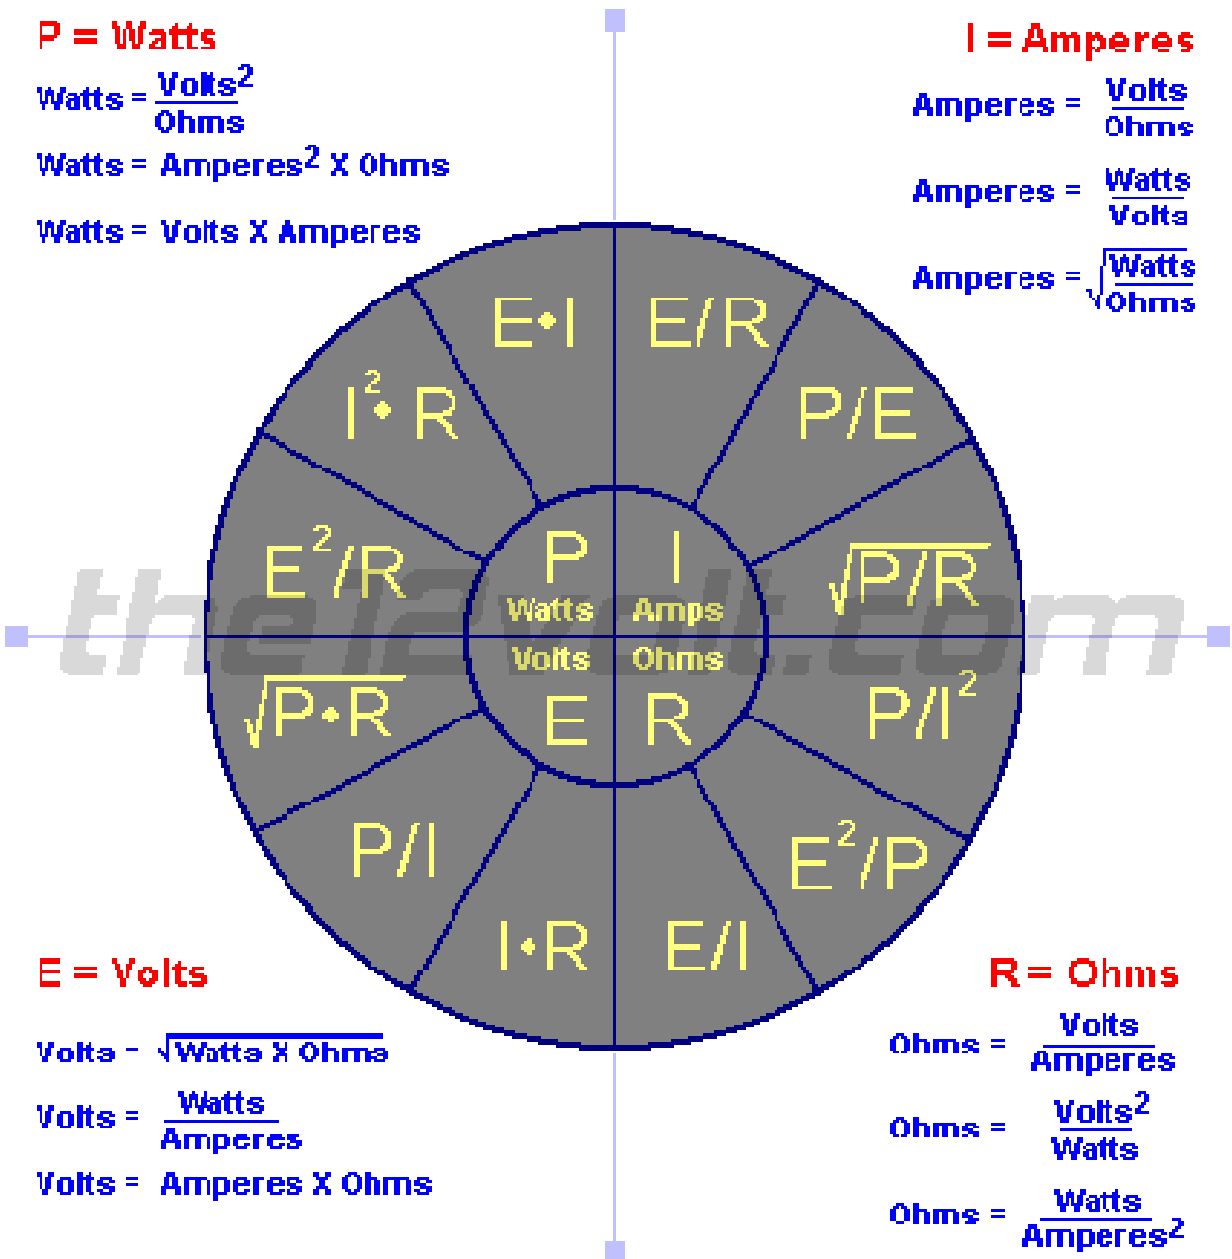 P = Watts
Watts = Volts²
Ohms
Watts = Amperes² X Ohms
Watts = Volts X Amperes
I = Amperes
Amperes = Volts
Ohms
Amperes = Watts
Volts
Amperes = √Watts
Ohms
E•I
E/R
I²•R
P/E
E²/R
√P/R
P
I
Watts
Amps
the12volt.com
Volts
Ohms
E
R
√P•R
P/I²
P/I
E²/P
I•R
E/I
E = Volts
Volts = √Watts X Ohms
Volts = Watts
Amperes
Volts = Amperes X Ohms
R = Ohms
Ohms = Volts
Amperes
Ohms = Volts²
Watts
Ohms = Watts
Amperes²